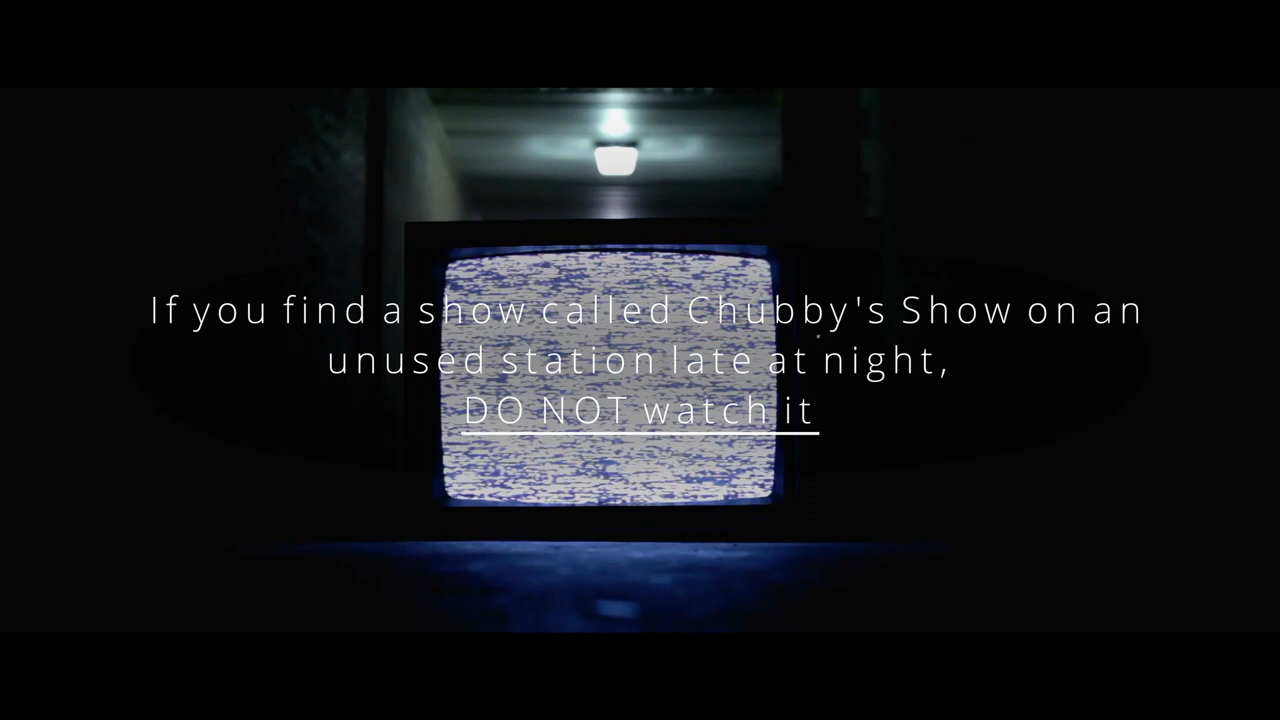 If you find a show called Chubby's Show on an
unused station late at night,
DO NOT watch it